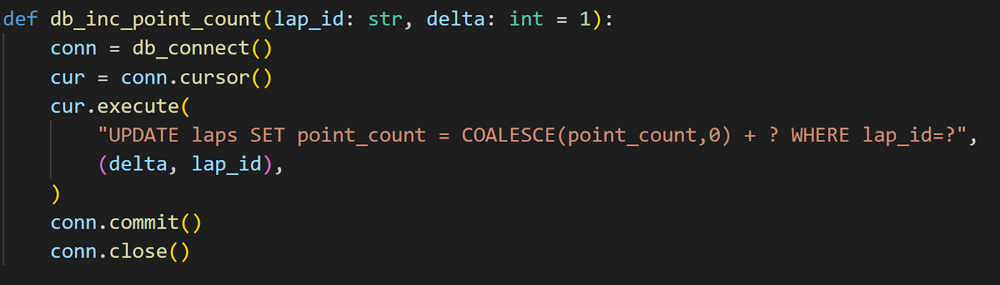 def db_inc_point_count(lap_id: str, delta: int = 1):
    conn = db_connect()
    cur = conn.cursor()
    cur.execute(
        "UPDATE laps SET point_count = COALESCE(point_count,0) + ? WHERE lap_id=?",
        (delta, lap_id),
    )
    conn.commit()
    conn.close()